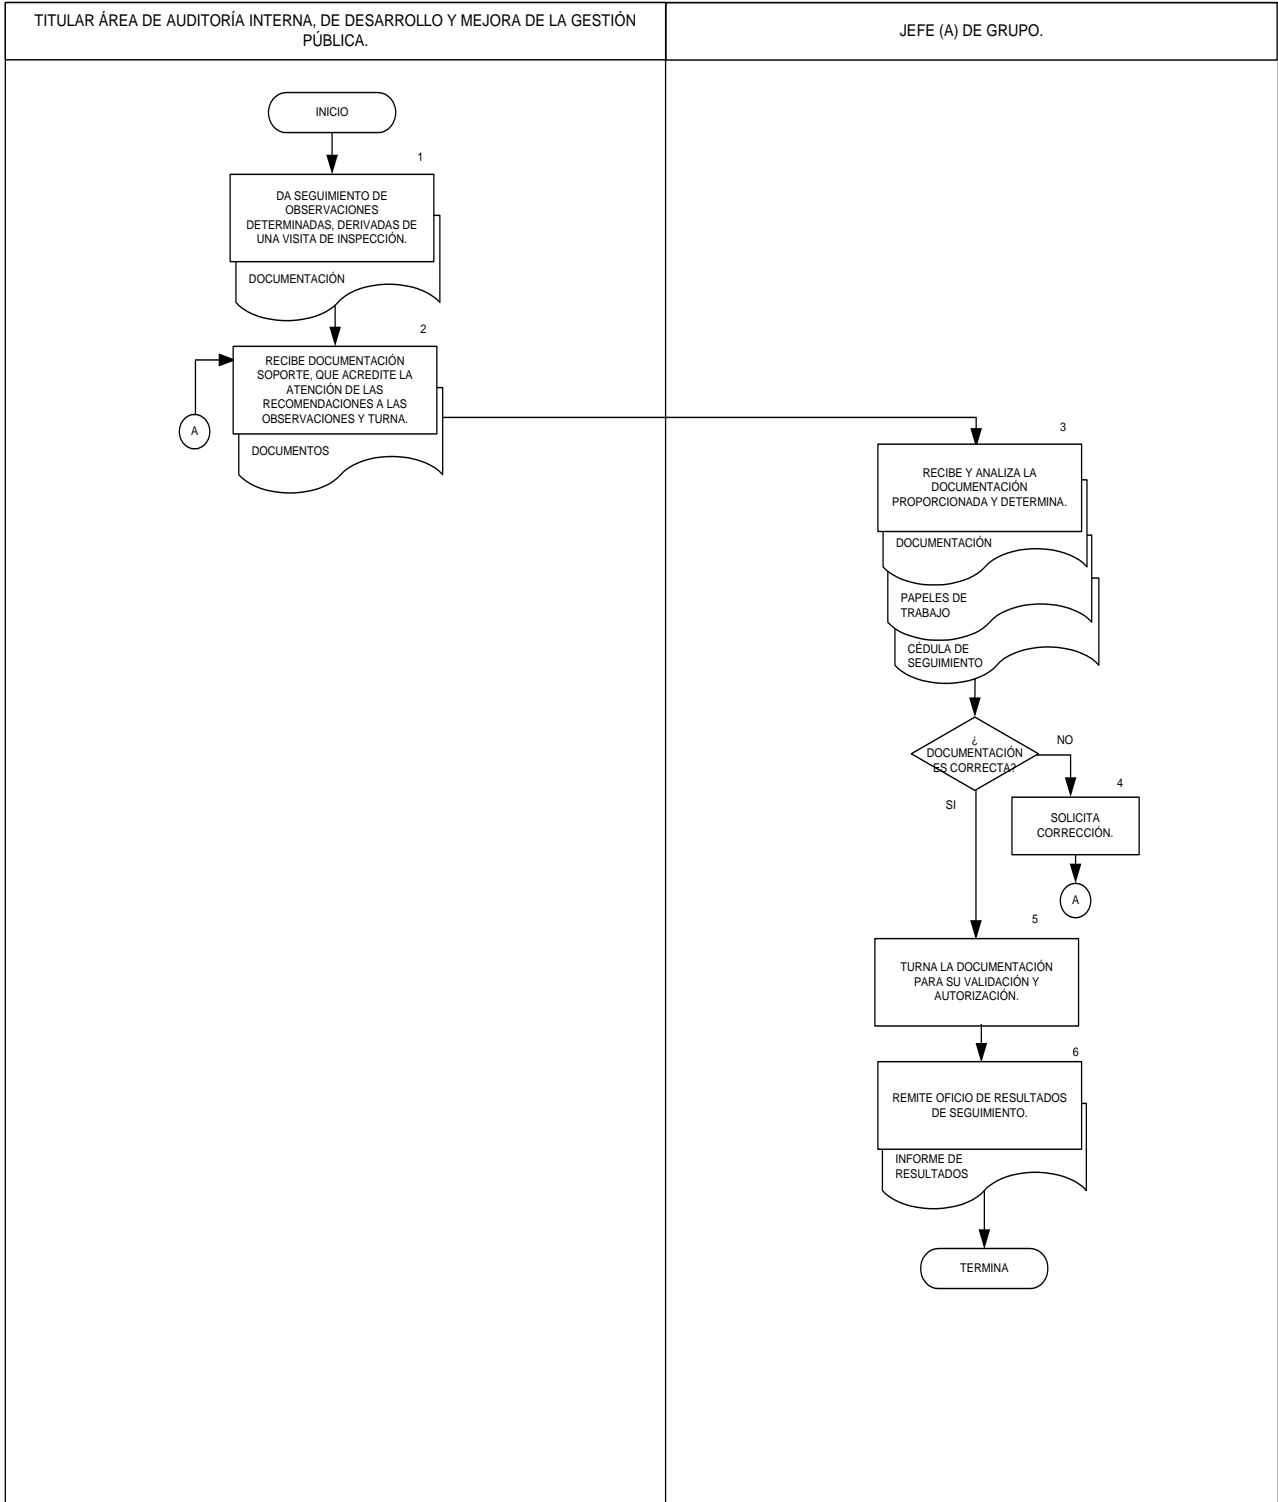 TITULAR ÁREA DE AUDITORÍA INTERNA, DE DESARROLLO Y MEJORA DE LA GESTIÓN
PÚBLICA.
JEFE (A) DE GRUPO.
INICIO
1
DA SEGUIMIENTO DE
OBSERVACIONES
DETERMINADAS, DERIVADAS DE
UNA VISITA DE INSPECCIÓN.
DOCUMENTACIÓN
2
RECIBE DOCUMENTACIÓN
SOPORTE, QUE ACREDITE LA
ATENCIÓN DE LAS
RECOMENDACIONES A LAS
OBSERVACIONES Y TURNA.
A
DOCUMENTOS
3
RECIBE Y ANALIZA LA
DOCUMENTACIÓN
PROPORCIONADA Y DETERMINA.
DOCUMENTACIÓN
PAPELES DE
TRABAJO
CÉDULA DE
SEGUIMIENTO
¿
DOCUMENTACIÓN
ES CORRECTA?
NO
SI
4
SOLICITA
CORRECCIÓN.
A
5
TURNA LA DOCUMENTACIÓN
PARA SU VALIDACIÓN Y
AUTORIZACIÓN.
6
REMITE OFICIO DE RESULTADOS
DE SEGUIMIENTO.
INFORME DE
RESULTADOS
TERMINA